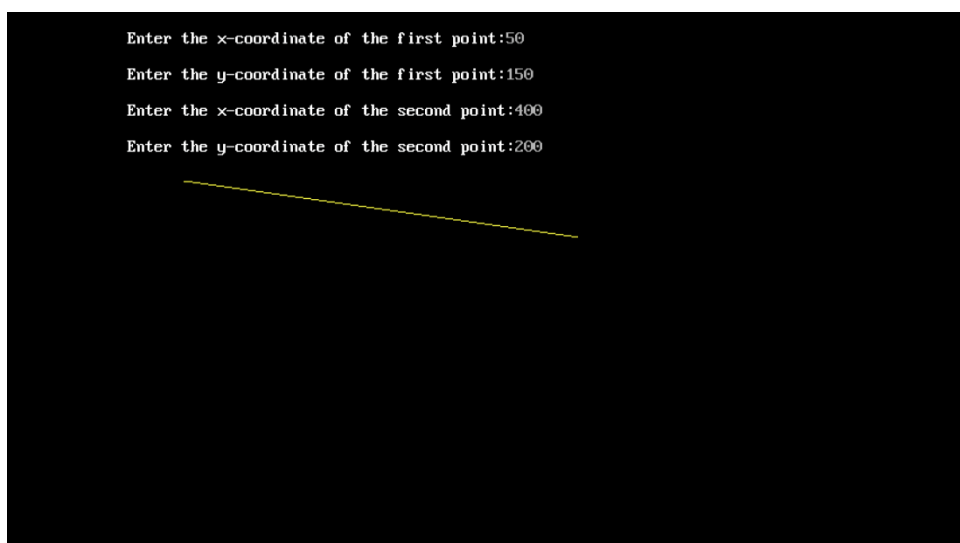 Enter the x-coordinate of the first point:50
Enter the y-coordinate of the first point:150
Enter the x-coordinate of the second point:400
Enter the y-coordinate of the second point:200